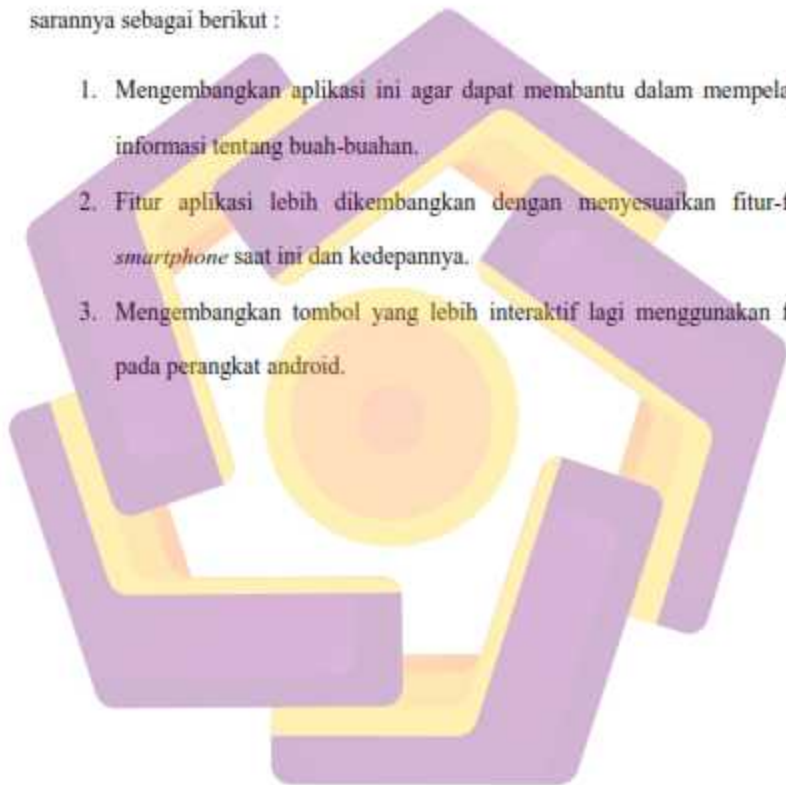 sarannya sebagai berikut :
1. Mengembangkan aplikasi ini agar dapat membantu dalam
informasi tentang buah-buahan.
2. Fitur aplikasi lebih dikembangkan dengan menyesuaikan
smartphone saat ini dan kedepannya.
3. Mengembangkan tombol yang lebih interaktif lagi menggunakan
pada perangkat android.